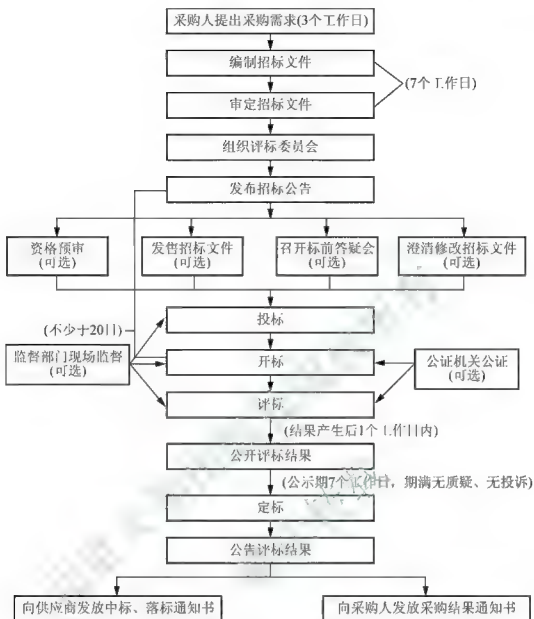 采购人提出采购需求(3个工作日)
编制招标文件
(7个工作日)
审定招标文件
组织评标委员会
发布招标公告
资格预审
(可选)
发售招标文件
(可选)
召开标前答疑会
(可选)
澄清修改招标文件
(可选)
投标
(不少于20日)
监督部门现场监督
(可选)
开标
公证机关公证
(可选)
评标
(结果产生后1个工作日内)
公开评标结果
(公示期7个工作日，期满无质疑、无投诉)
定标
公告评标结果
向供应商发放中标、落标通知书
向采购人发放采购结果通知书